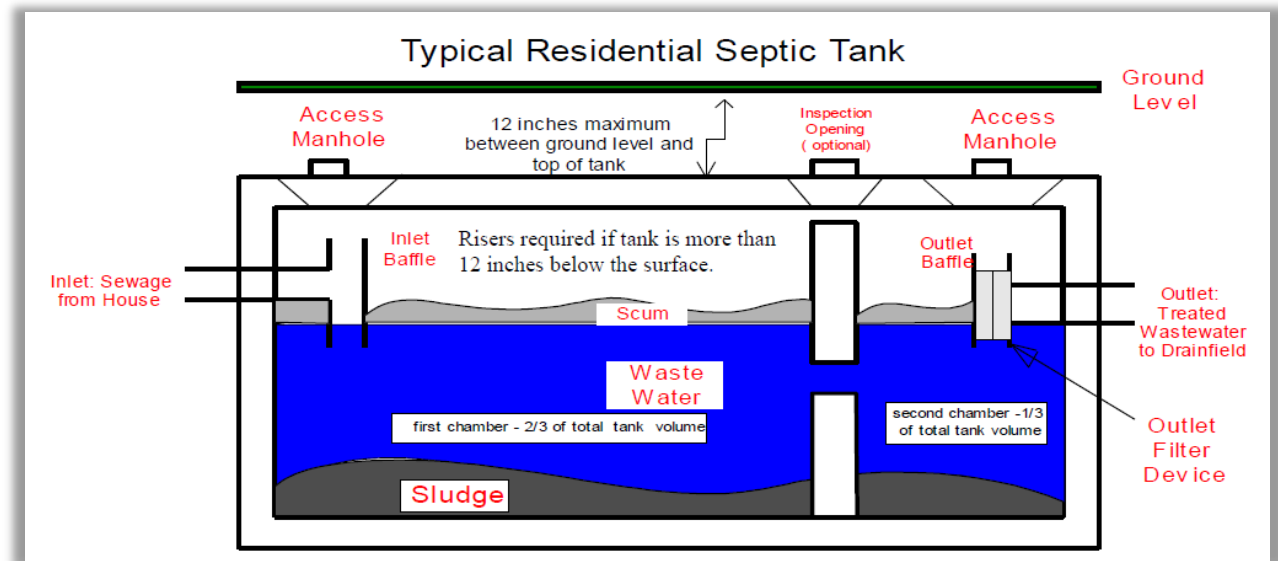 Typical Residential Septic Tank
Ground
Level
Access
Manhole
12 inches maximum
between ground level and
top of tank
Inspection
Opening
( optional)
Access
Manhole
Inlet
Baffle
Risers required if tank is more than
12 inches below the surface.
Outlet
Baffle
Inlet: Sewage
from House
Scum
Outlet:
Treated
Wastewater
to Drainfield
Waste
Water
first chamber - 2/3 of total tank volume
second chamber -1/3
of total tank volume
Outlet
Filter
Device
Sludge